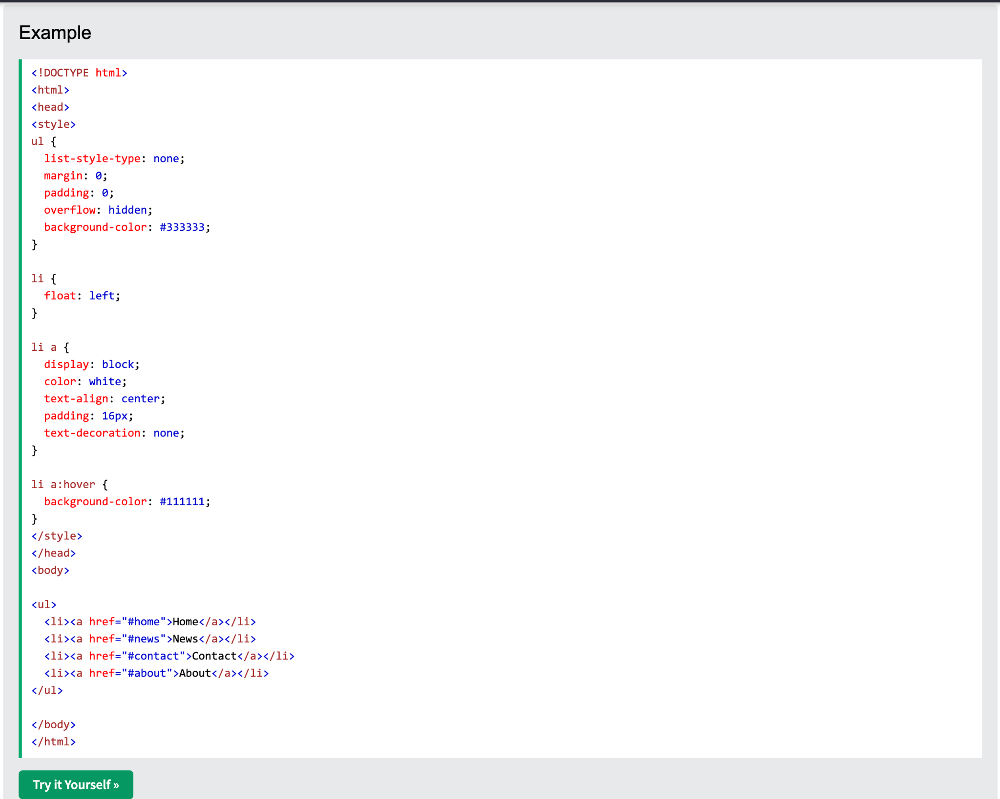 Example
<!DOCTYPE html>
<html>
<head>
<style>
ul {
  list-style-type: none;
  margin: 0;
  padding: 0;
  overflow: hidden;
  background-color: #333333;
}

li {
  float: left;
}

li a {
  display: block;
  color: white;
  text-align: center;
  padding: 16px;
  text-decoration: none;
}

li a:hover {
  background-color: #111111;
}
</style>
</head>
<body>

<ul>
  <li><a href="#home">Home</a></li>
  <li><a href="#news">News</a></li>
  <li><a href="#contact">Contact</a></li>
  <li><a href="#about">About</a></li>
</ul>

</body>
</html>
Try it Yourself »